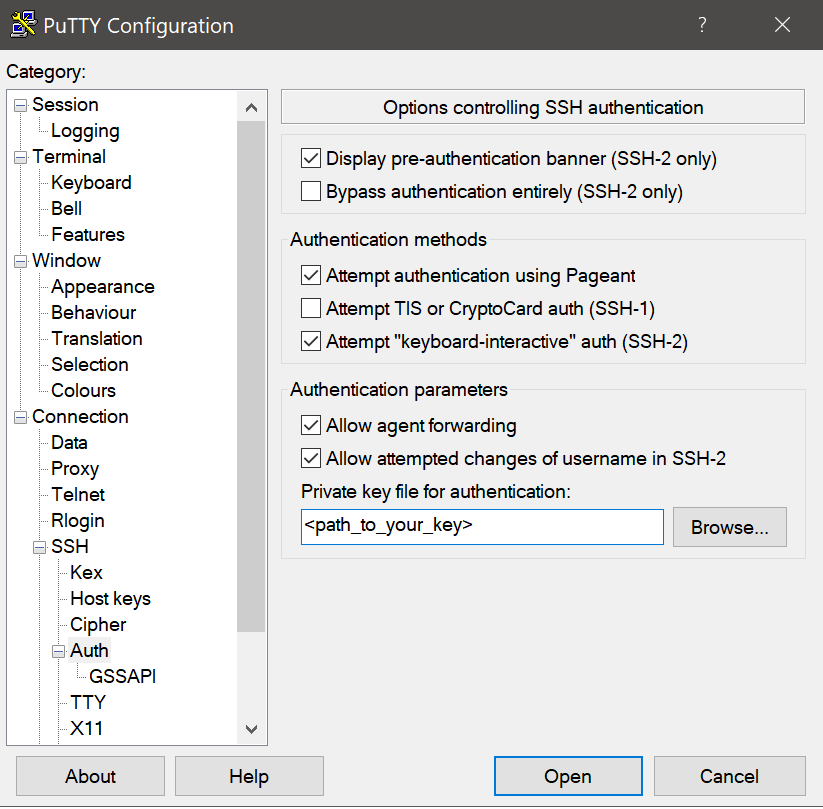 PuTTY Configuration
Category:
Session
Logging
Terminal
Keyboard
Bell
Features
Window
Appearance
Behaviour
Translation
Selection
Colours
Connection
Data
Proxy
Telnet
Rlogin
SSH
Kex
Host keys
Cipher
Auth
GSSAPI
TTY
X11
Options controlling SSH authentication
Display pre-authentication banner (SSH-2 only)
Bypass authentication entirely (SSH-2 only)
Authentication methods
Attempt authentication using Pageant
Attempt TIS or CryptoCard auth (SSH-1)
Attempt "keyboard-interactive" auth (SSH-2)
Authentication parameters
Allow agent forwarding
Allow attempted changes of username in SSH-2
Private key file for authentication:
<path_to_your_key> Browse...
About Help Open Cancel